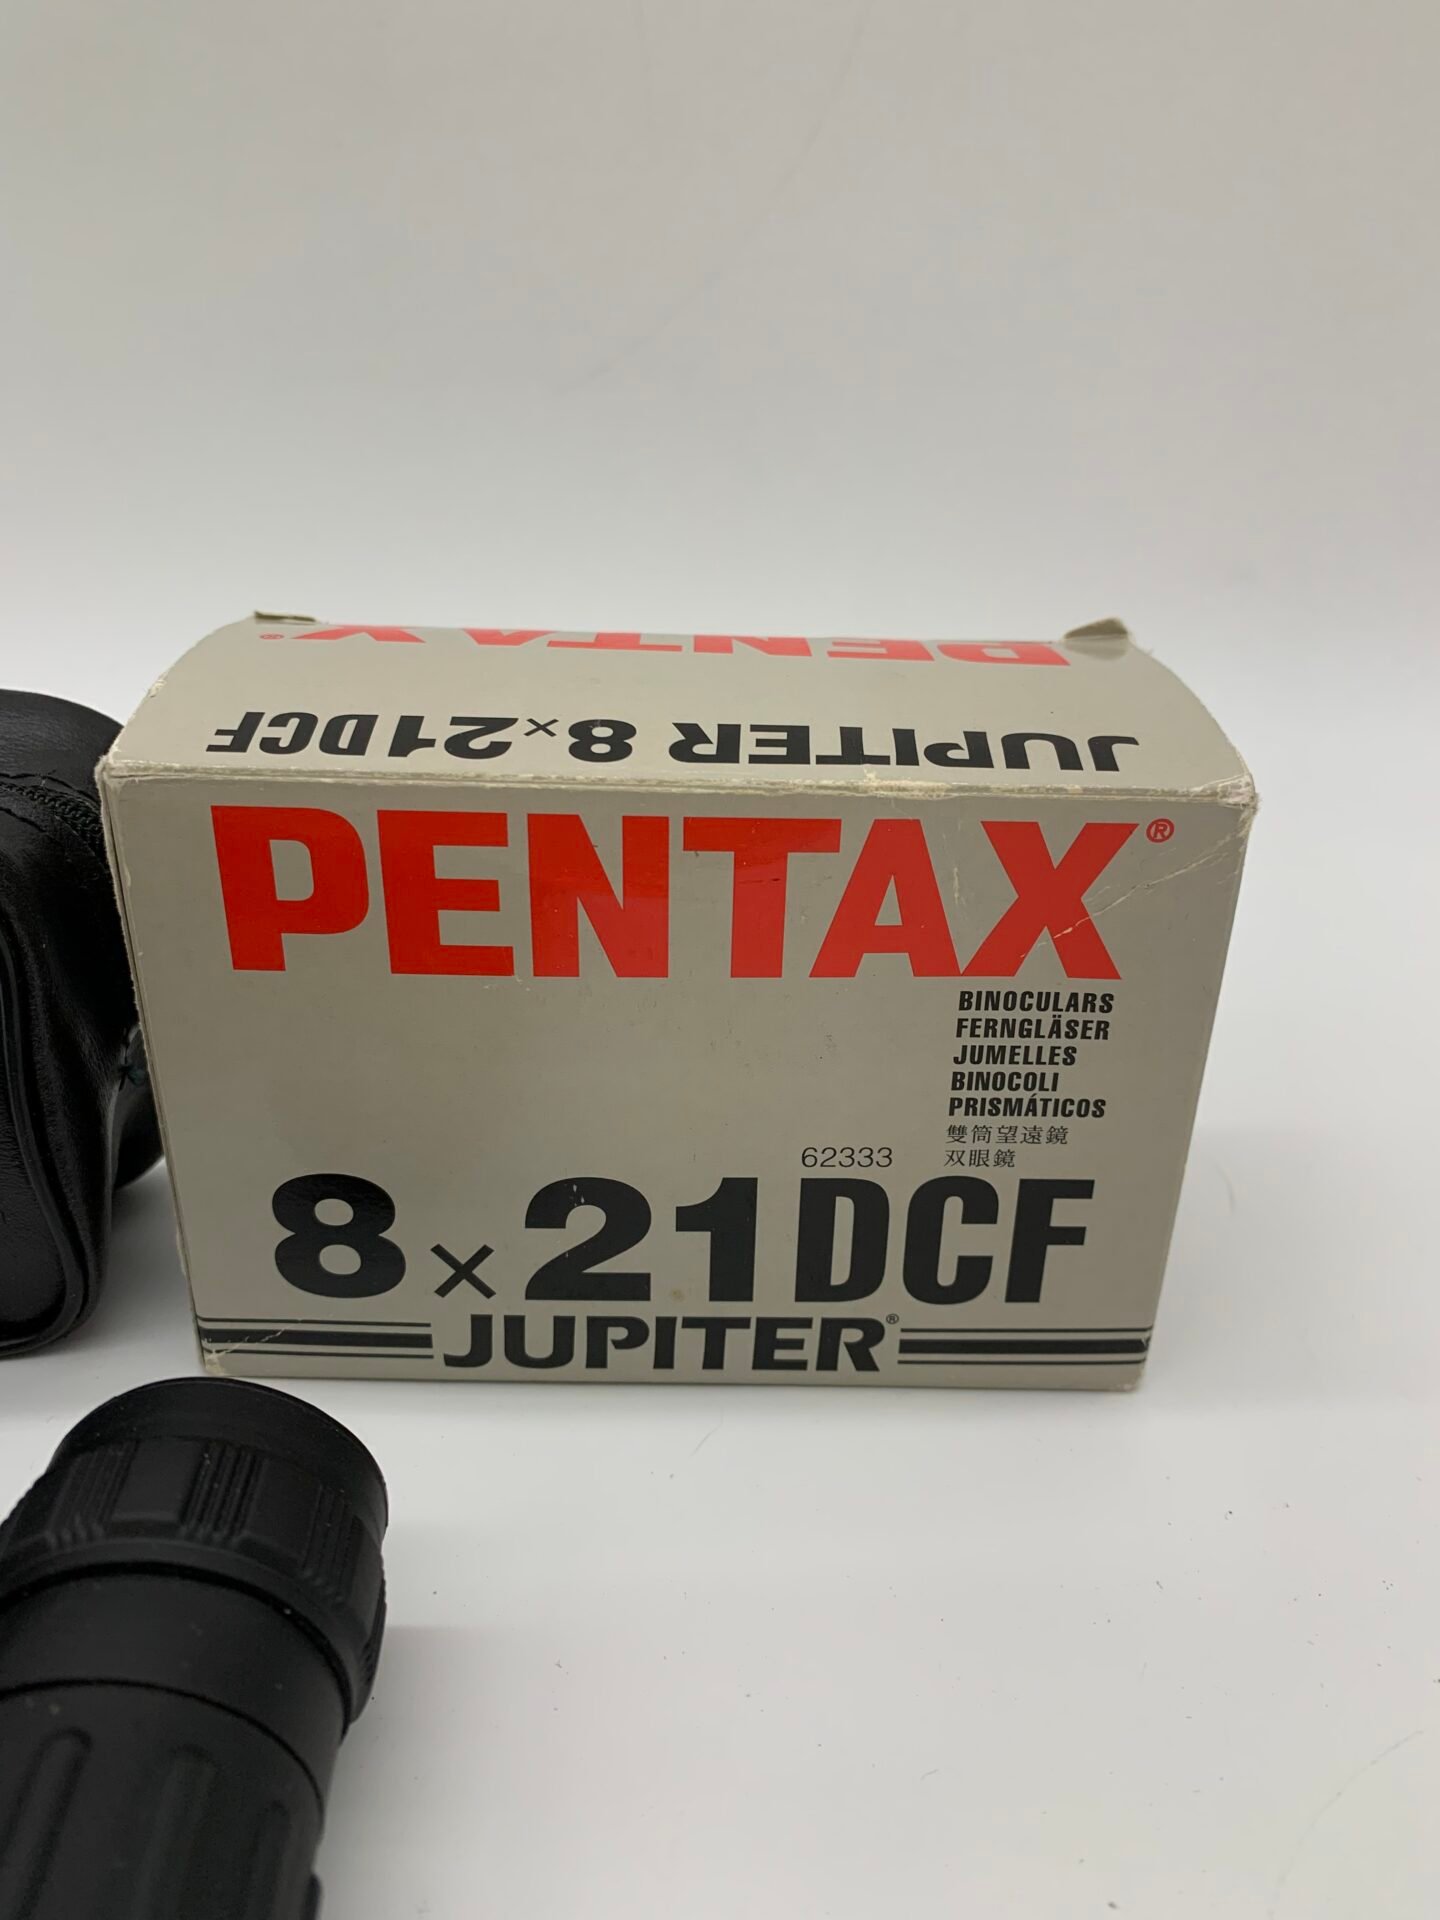 PENTAX®
JUPITER 8×21DCF
PENTAX®
BINOCULARS
FERNGLÄSER
JUMELLES
BINOCOLI
PRISMÁTICOS
雙筒望遠鏡
62333 双眼鏡
8×21DCF
JUPITER®